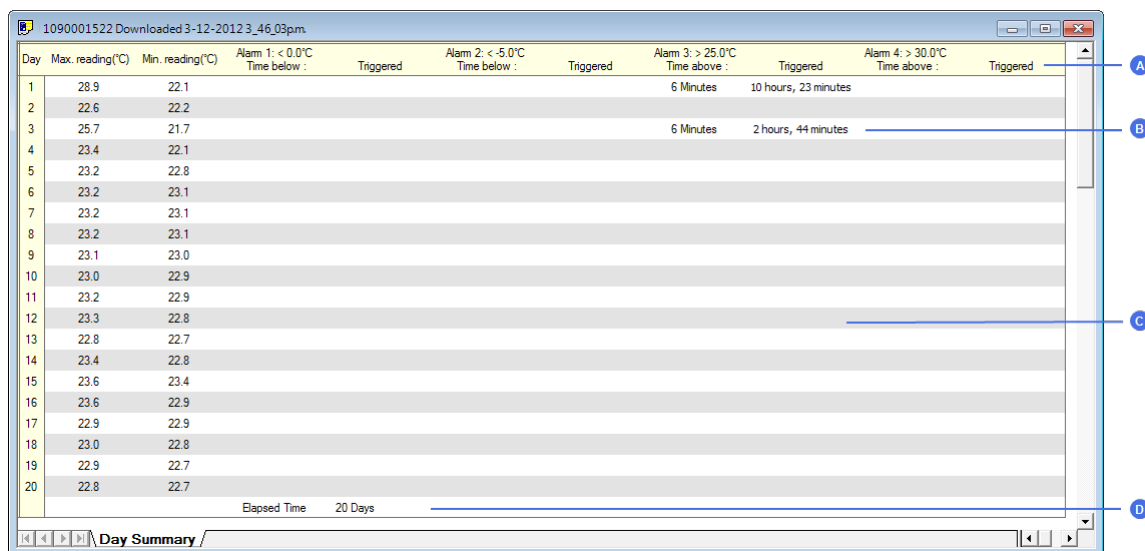 1090001522 Downloaded 3-12-2012 3_46_03p.m.
Day Max. reading(°C) Min. reading(°C) Alarm 1: < 0.0°C Time below : Triggered Alarm 2: < -5.0°C Time below : Triggered Alarm 3: > 25.0°C Time above : Triggered Alarm 4: > 30.0°C Time above : Triggered
A
1 28.9 22.1 6 Minutes 10 hours, 23 minutes
2 22.6 22.2
3 25.7 21.7 6 Minutes 2 hours, 44 minutes
B
4 23.4 22.1
5 23.2 22.8
6 23.2 23.1
7 23.2 23.1
8 23.2 23.1
9 23.1 23.0
10 23.0 22.9
11 23.2 22.9
12 23.3 22.8
C
13 22.8 22.7
14 23.4 22.8
15 23.6 23.4
16 23.6 22.9
17 22.9 22.9
18 23.0 22.8
19 22.9 22.7
20 22.8 22.7
Elapsed Time 20 Days
D
Day Summary